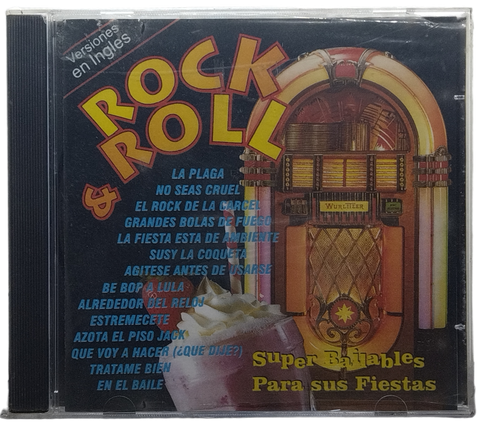 Versiones
en Ingles
ROCK
& ROLL
LA PLAGA
NO SEAS CRUEL
EL ROCK DE LA CARCEL
GRANDES BOLAS DE FUEGO
LA FIESTA ESTA DE AMBIENTE
SUSY LA COQUETA
AGITESE ANTES DE USARSE
BE BOP A LULA
ALREDEDOR DEL RELOJ
ESTREMECETE
AZOTA EL PISO JACK
QUE VOY A HACER (¿QUE DIJE?)
TRATAME BIEN
EN EL BAILE
WURLITZER
Super Bailables
Para sus Fiestas